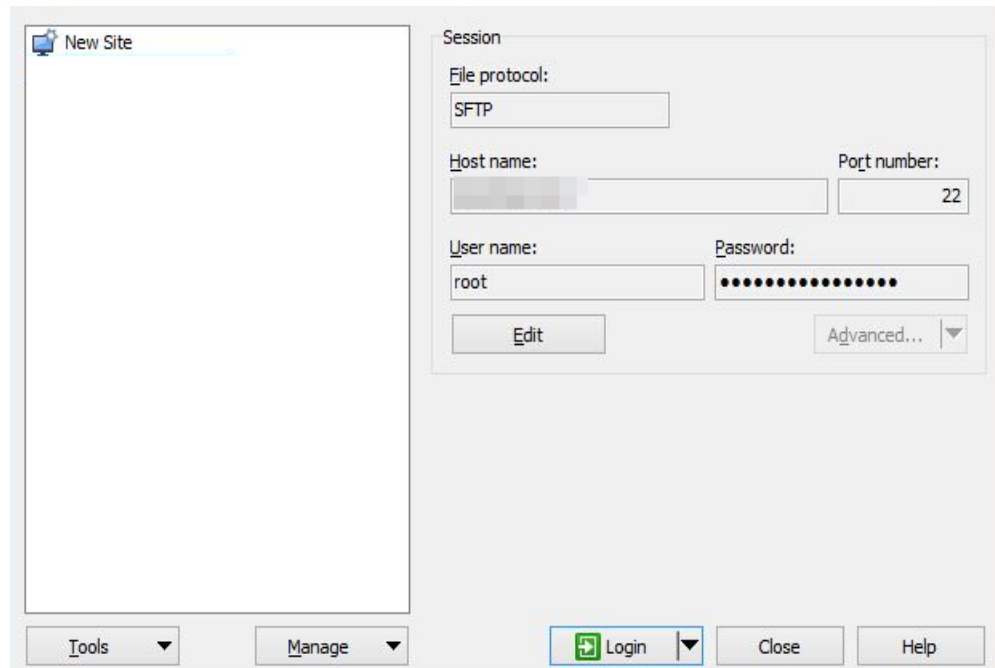 New Site
Session
File protocol:
SFTP
Host name:
Port number:
22
User name:
Password:
root
••••••••••••••••
Edit
Advanced...
Tools
Manage
Login
Close
Help